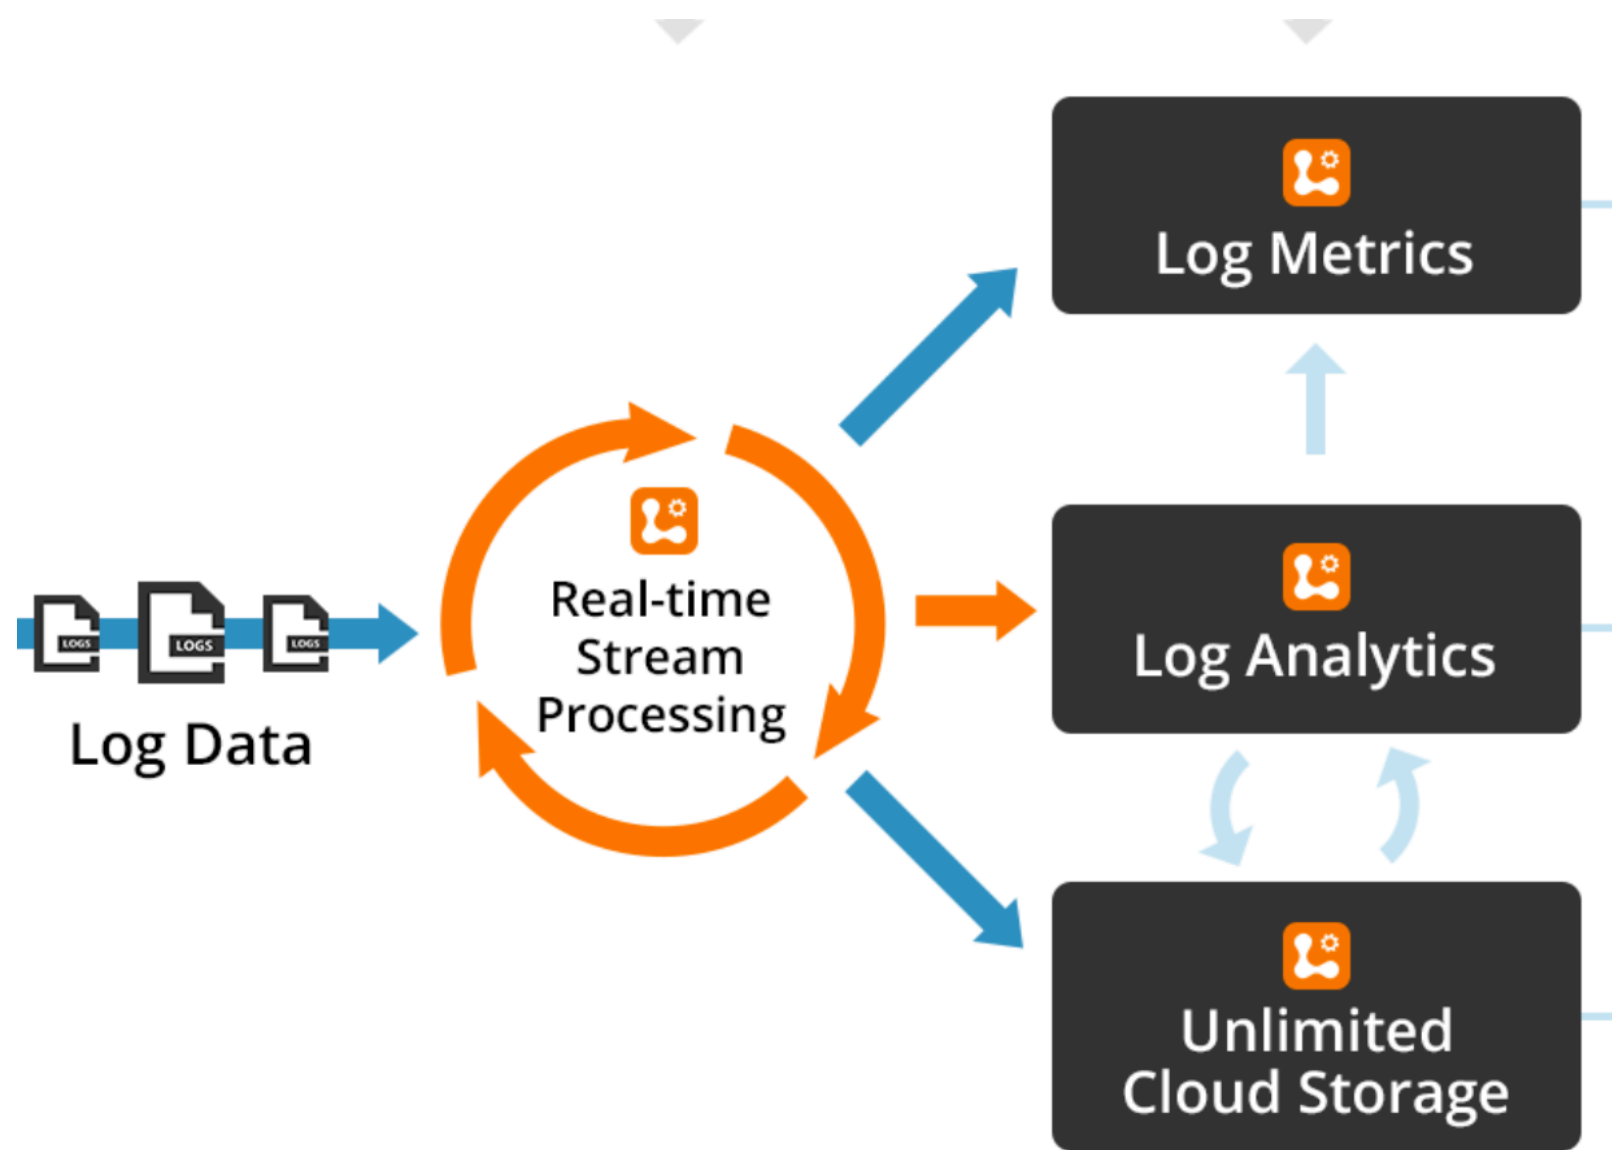 Log Metrics
Real-time
Stream
Processing
LOGS
LOGS
LOGS
Log Data
Log Analytics
Unlimited
Cloud Storage